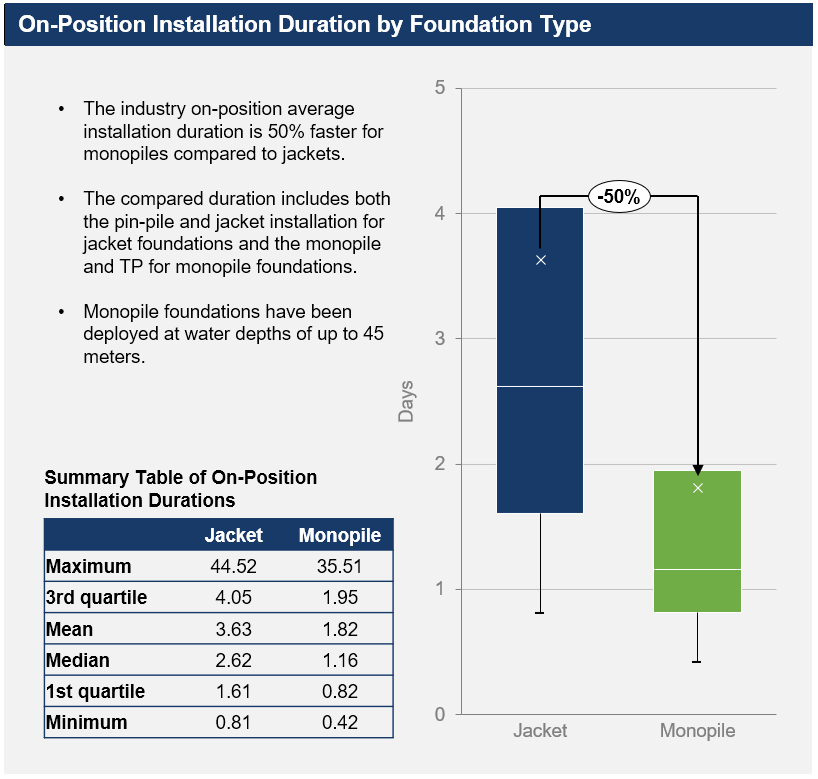 On-Position Installation Duration by Foundation Type
• The industry on-position average
installation duration is 50% faster for
monopiles compared to jackets.
• The compared duration includes both
the pin-pile and jacket installation for
jacket foundations and the monopile
and TP for monopile foundations.
• Monopile foundations have been
deployed at water depths of up to 45
meters.
Summary Table of On-Position
Installation Durations
Jacket Monopile
Maximum 44.52 35.51
3rd quartile 4.05 1.95
Mean 3.63 1.82
Median 2.62 1.16
1st quartile 1.61 0.82
Minimum 0.81 0.42
Days
5
4
3
2
1
0
-50%
Jacket Monopile